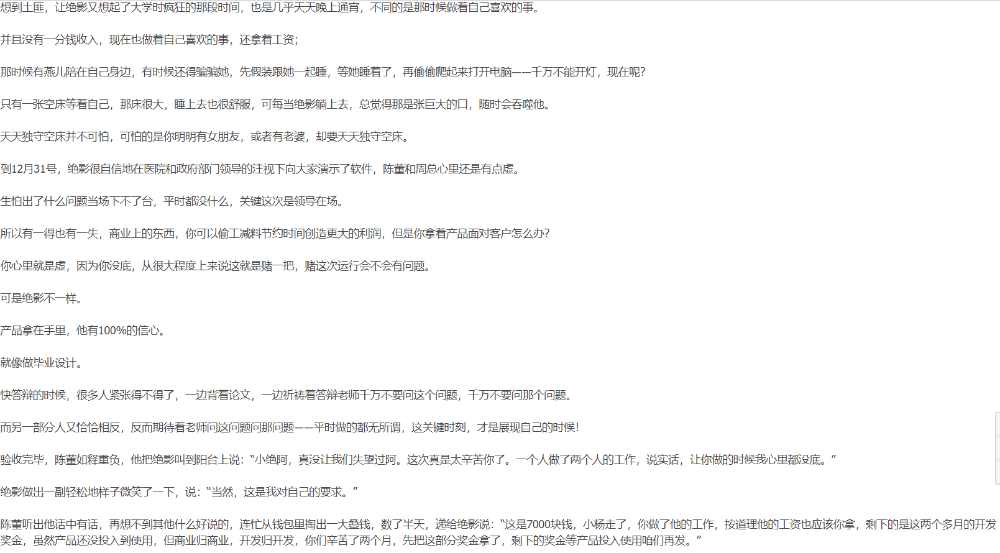 想到土匪，让绝影又想起了大学时疯狂的那段时间，也是几乎天天晚上通宵，不同的是那时候做着自己喜欢的事。
并且没有一分钱收入，现在也做着自己喜欢的事，还拿着工资；
那时候有燕儿陪在自己身边，有时候还得骗骗她，先假装跟她一起睡，等她睡着了，再偷偷爬起来打开电脑——千万不能开灯，现在呢？
只有一张空床等着自己，那床很大，睡上去也很舒服，可每当绝影躺上去，总觉得那是张巨大的口，随时会吞噬他。
天天独守空床并不可怕，可怕的是你明明有女朋友，或者有老婆，却要天天独守空床。
到12月31号，绝影很自信地在医院和政府部门领导的注视下向大家演示了软件，陈董和周总心里还是有点虚。
生怕出了什么问题当场下不了台，平时都没什么，关键这次是领导在场。
所以有一得也有一失，商业上的东西，你可以偷工减料节约时间创造更大的利润，但是你拿着产品面对客户怎么办？
你心里就是虚，因为你没底，从很大程度上来说这就是赌一把，赌这次运行会不会有问题。
可是绝影不一样。
产品拿在手里，他有100%的信心。
就像做毕业设计。
快答辩的时候，很多人紧张得不得了，一边背着论文，一边祈祷着答辩老师千万不要问这个问题，千万不要问那个问题。
而另一部分人又恰恰相反，反而期待着老师问这问题问那问题——平时做的都无所谓，这关键时刻，才是展现自己的时候！
验收完毕，陈董如释重负，他把绝影叫到阳台上说：“小绝阿，真没让我们失望过阿。这次真是太辛苦你了。一个人做了两个人的工作，说实话，让你做的时候我心里都没底。”
绝影做出一副轻松地样子微笑了一下，说：“当然，这是我对自己的要求。”
陈董听出他话中有话，再想不到其他什么好说的，连忙从钱包里掏出一大叠钱，数了半天，递给绝影说：“这是7000块钱，小杨走了，你做了他的工作，按道理他的工资也应该你拿，剩下的是这两个多月的开发
奖金，虽然产品还没投入到使用，但商业归商业，开发归开发，你们辛苦了两个月，先把这部分奖金拿了，剩下的奖金等产品投入使用咱们再发。”